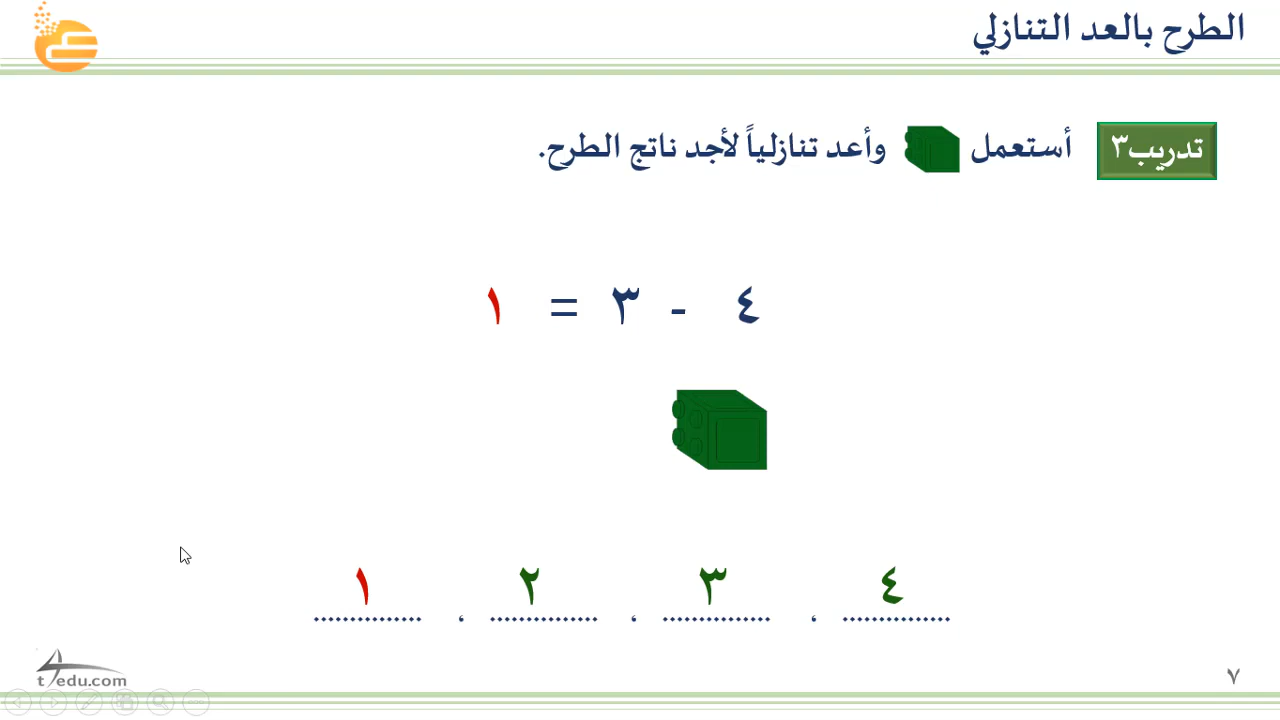 الطرح بالعد التنازلي
تدريب٣ أستعمل وأعد تنازلياً لأجد ناتج الطرح.
٤ - ٣ = ١
٤ ، ٣ ، ٢ ، ١
............... ، ............... ، ............... ، ...............
t4edu.com
٧